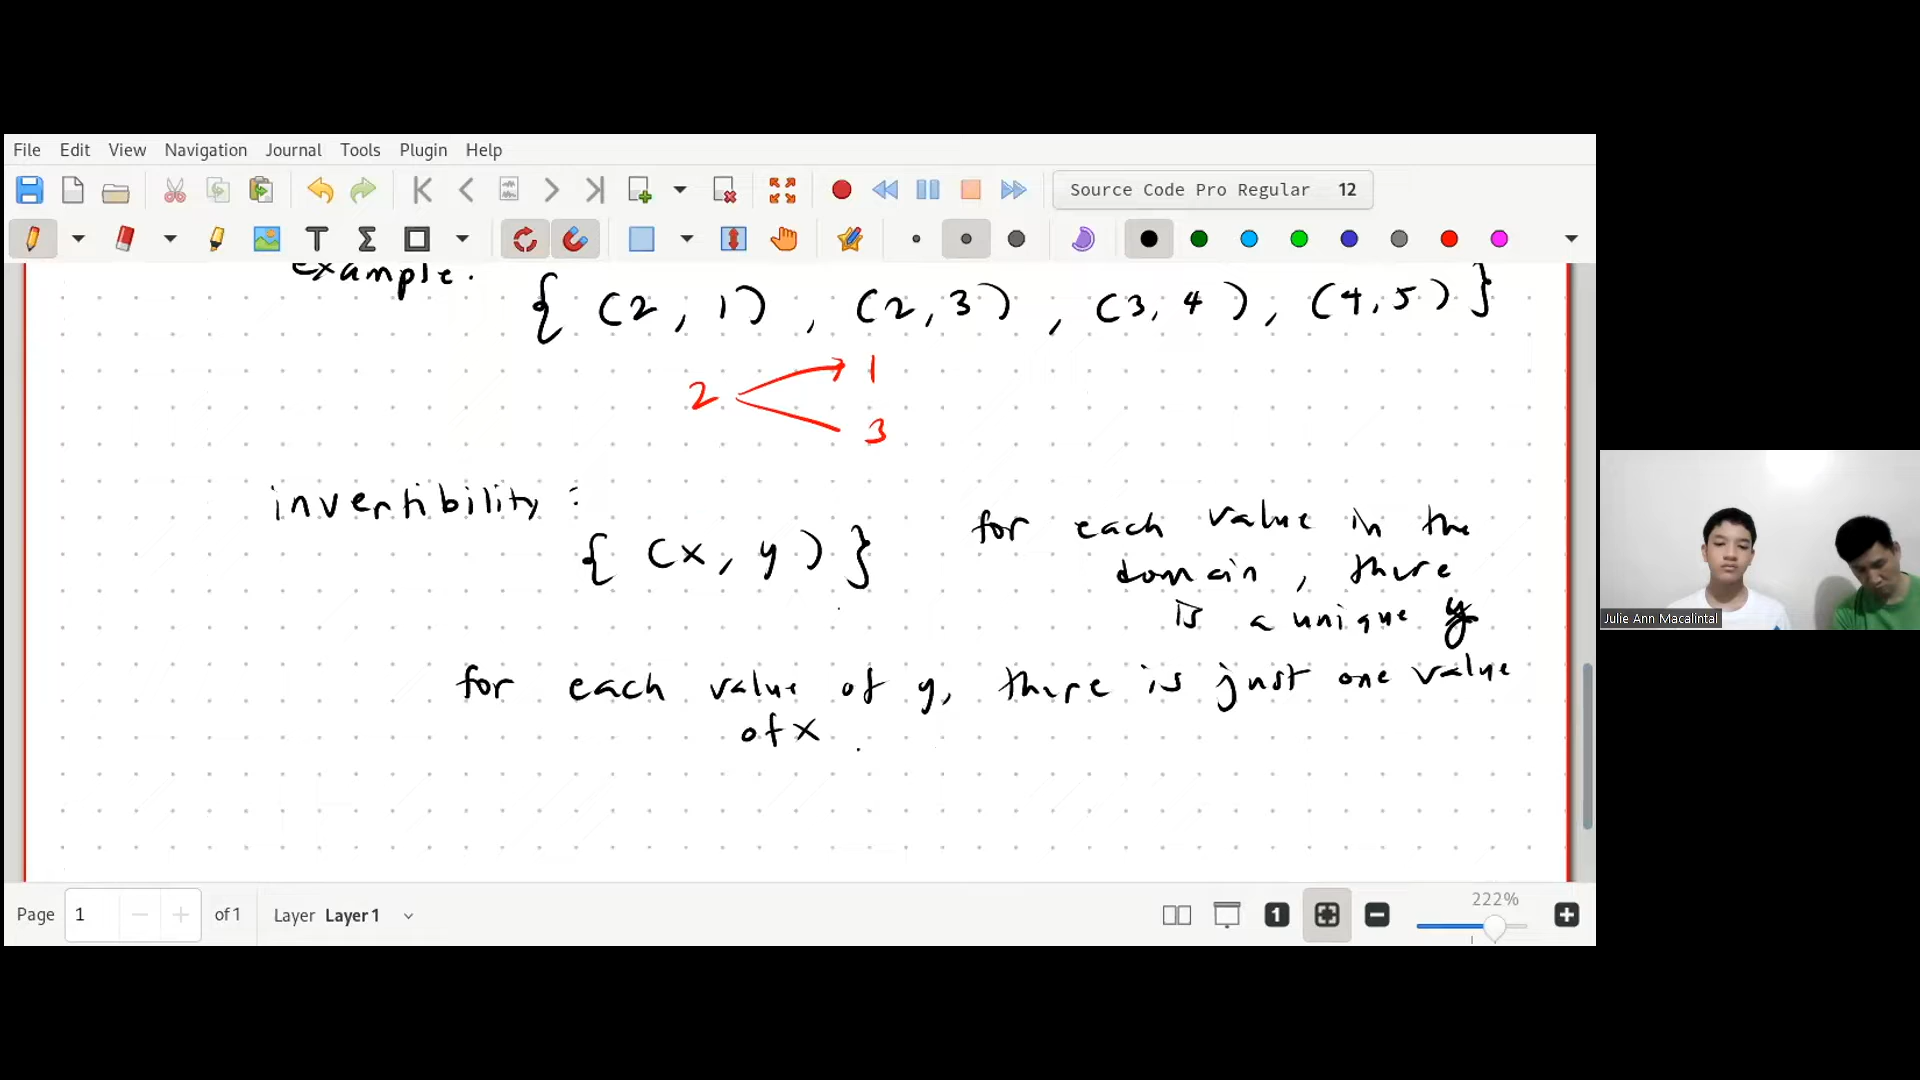 File Edit View Navigation Journal Tools Plugin Help
Source Code Pro Regular 12
example.
{ (2, 1), (2, 3), (3, 4), (4, 5) }
2 1
3
invertibility :
{ (x, y) }
for each value in the
domain, there
is a unique y
for each value of y, there is just one value
of x .
Julie Ann Macalintal
Page 1 of 1 Layer Layer 1 1 222%